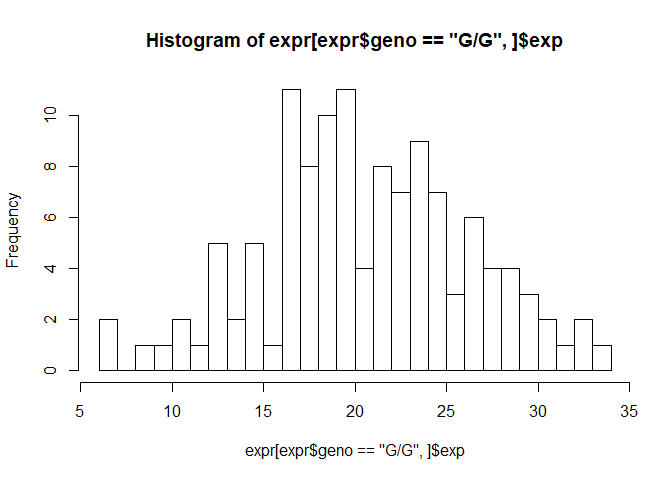 Histogram of expr[expr$geno == "G/G", ]$exp
Frequency
10
8
6
4
2
0
5 10 15 20 25 30 35
expr[expr$geno == "G/G", ]$exp